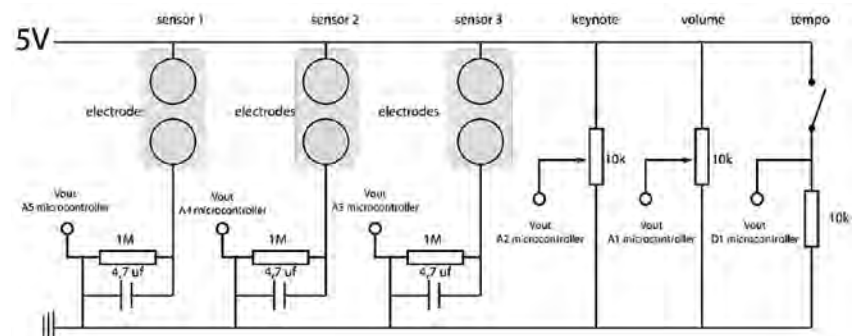 sensor 1 sensor 2 sensor 3 keynote volume tempo
5V
electrode electrodes electrodes
10k 10k
Vout Vout Vout
A5 microcontroller A4 microcontroller A3 microcontroller
10k
Vout Vout Vout
A2 microcontroller A1 microcontroller D1 microcontroller
1M 1M 1M
4,7 uf 4,7 uf 4,7 uf